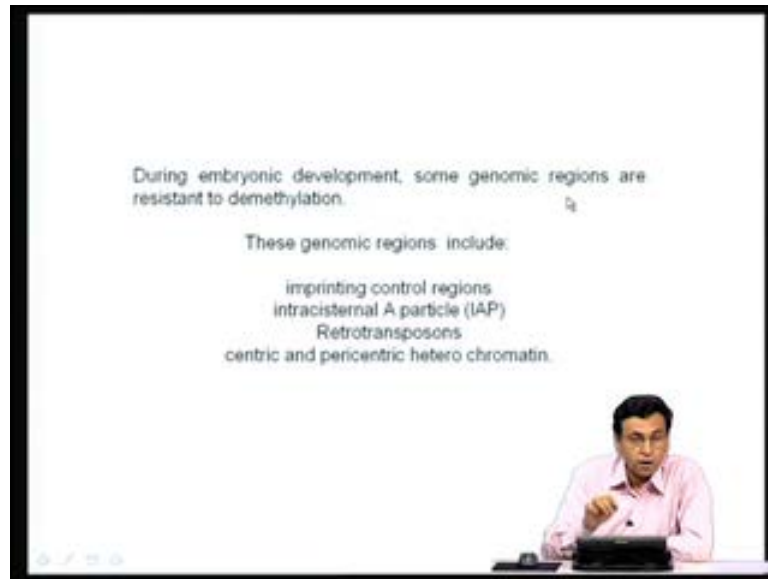 During embryonic development, some genomic regions are
resistant to demethylation.
These genomic regions include:
imprinting control regions
intracisternal A particle (IAP)
Retrotransposons
centric and pericentric hetero chromatin.